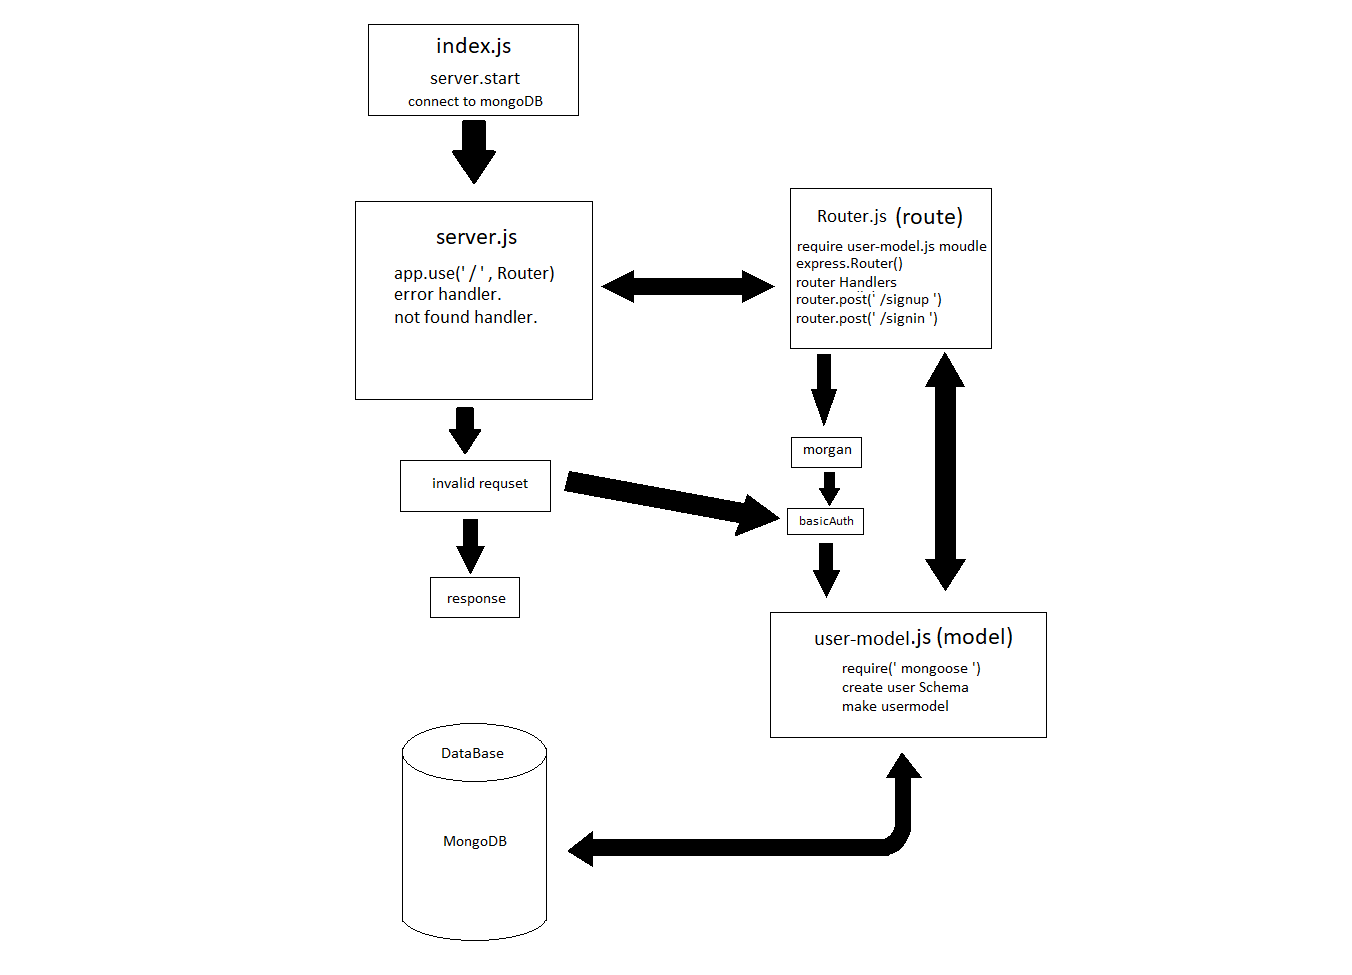 index.js
server.start
connect to mongoDB
server.js
app.use(' / ' , Router)
error handler.
not found handler.
Router.js (route)
require user-model.js moudle
express.Router()
router Handlers
router.post(' /signup ')
router.post(' /signin ')
morgan
invalid requset
basicAuth
response
user-model.js (model)
require(' mongoose ')
create user Schema
make usermodel
DataBase
MongoDB